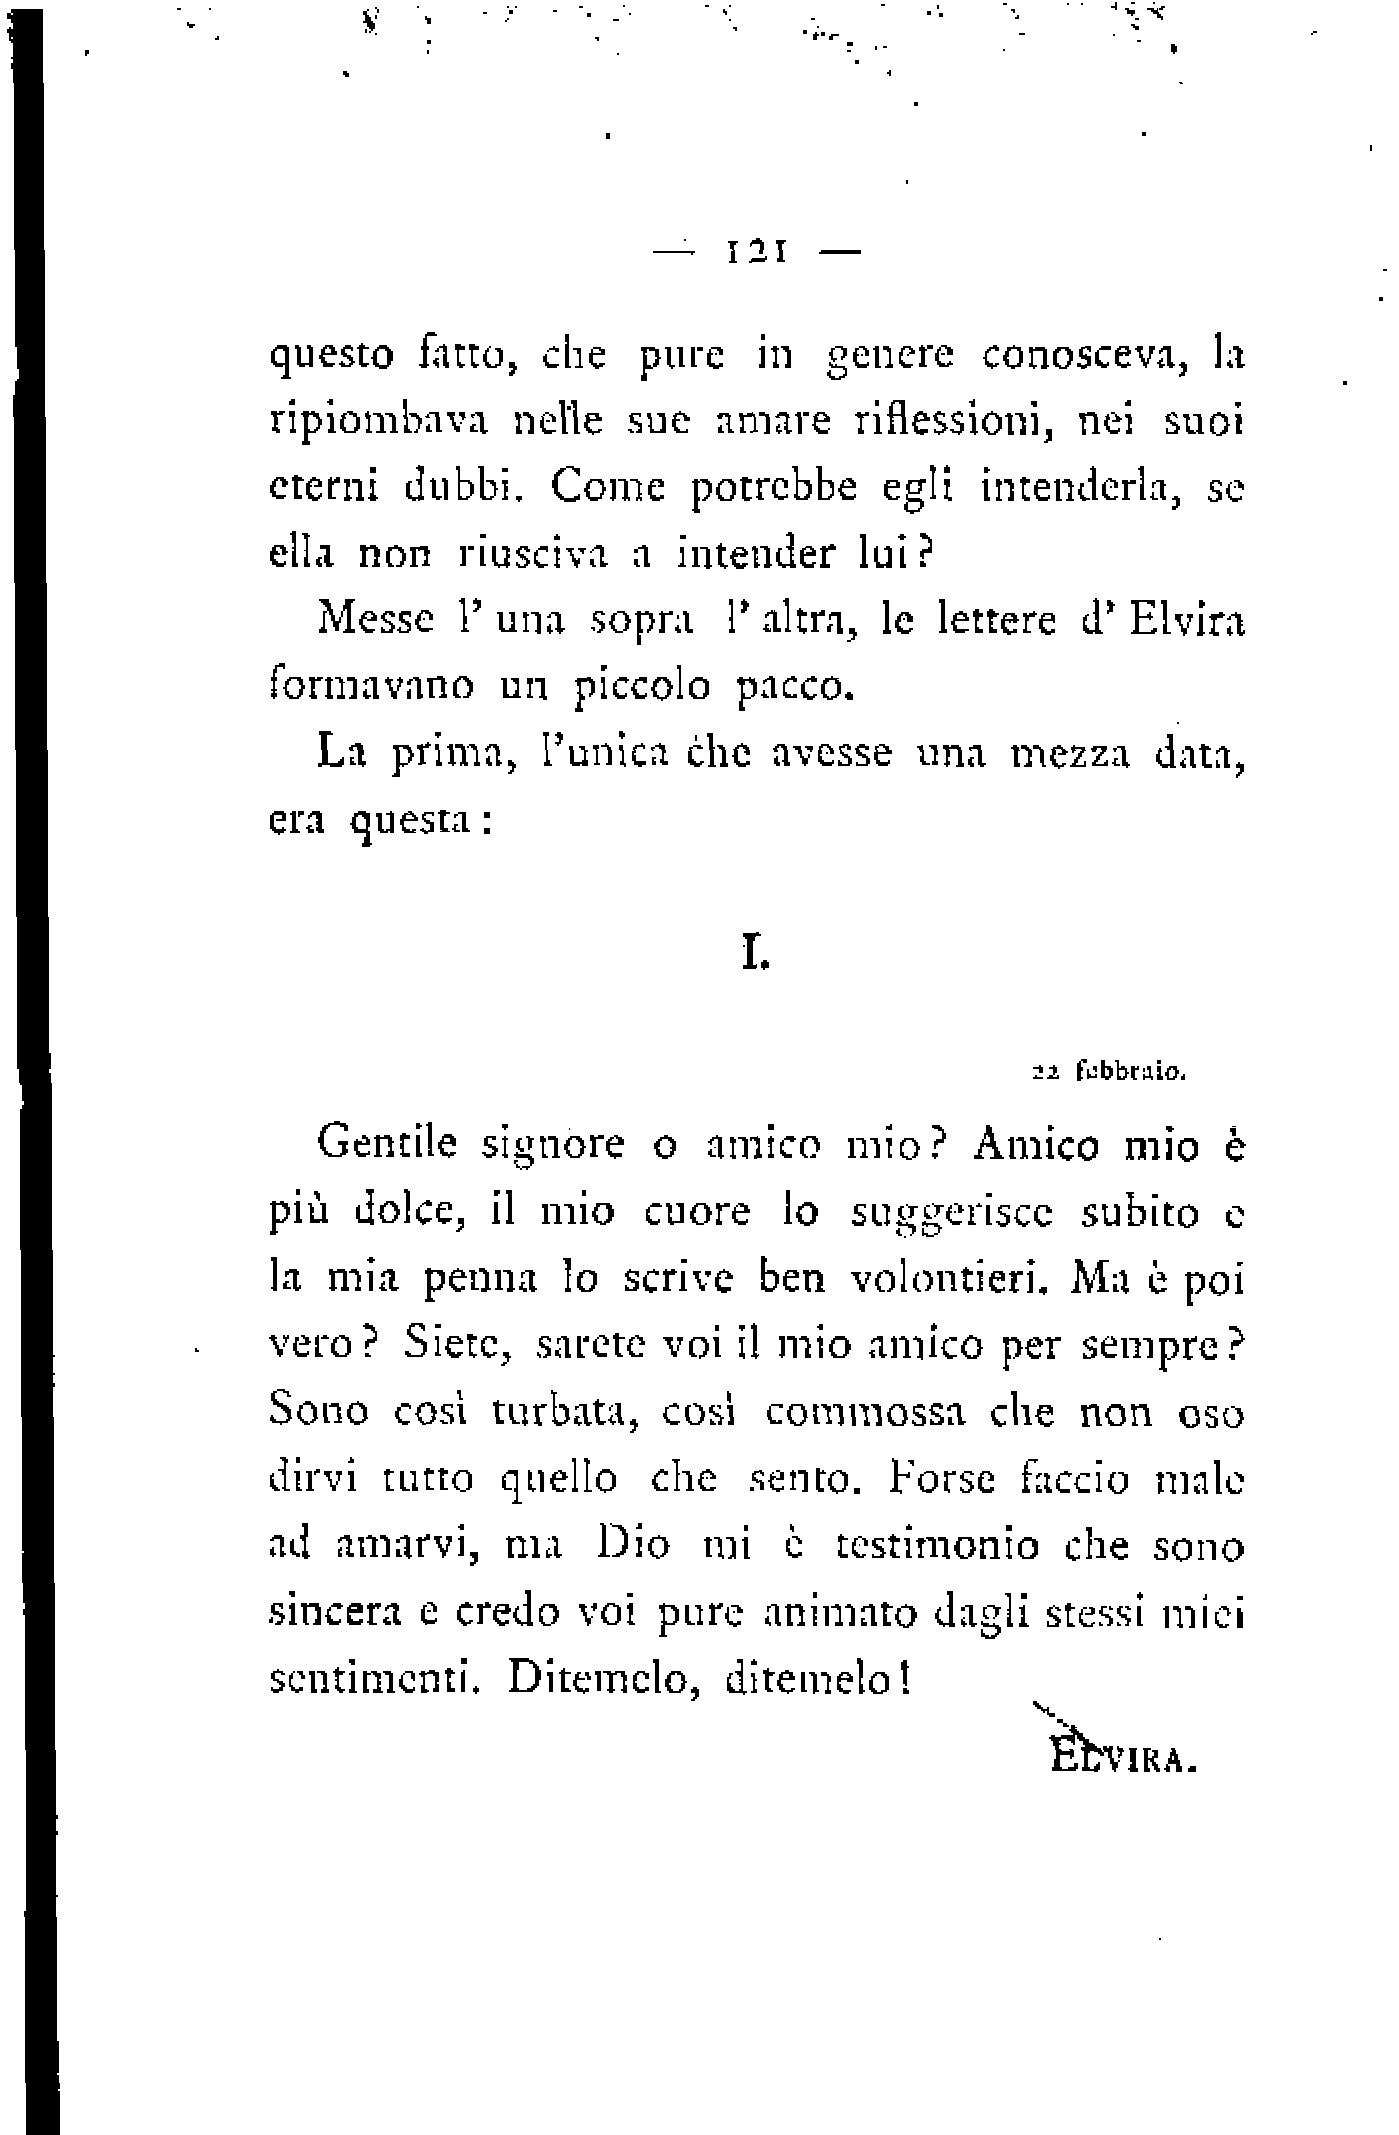 — 121 —
questo fatto, che pure in genere conosceva, la
ripiombava nelle sue amare riflessioni, nei suoi
eterni dubbi. Come potrebbe egli intenderla, se
ella non riusciva a intender lui?
Messe l' una sopra l' altra, le lettere d' Elvira
formavano un piccolo pacco.
La prima, l'unica che avesse una mezza data,
era questa:
I.
22 febbraio.
Gentile signore o amico mio? Amico mio è
più dolce, il mio cuore lo suggerisce subito e
la mia penna lo scrive ben volontieri. Ma è poi
vero? Siete, sarete voi il mio amico per sempre?
Sono così turbata, così commossa che non oso
dirvi tutto quello che sento. Forse faccio male
ad amarvi, ma Dio mi è testimonio che sono
sincera e credo voi pure animato dagli stessi miei
sentimenti. Ditemelo, ditemelo!
ELVIRA.